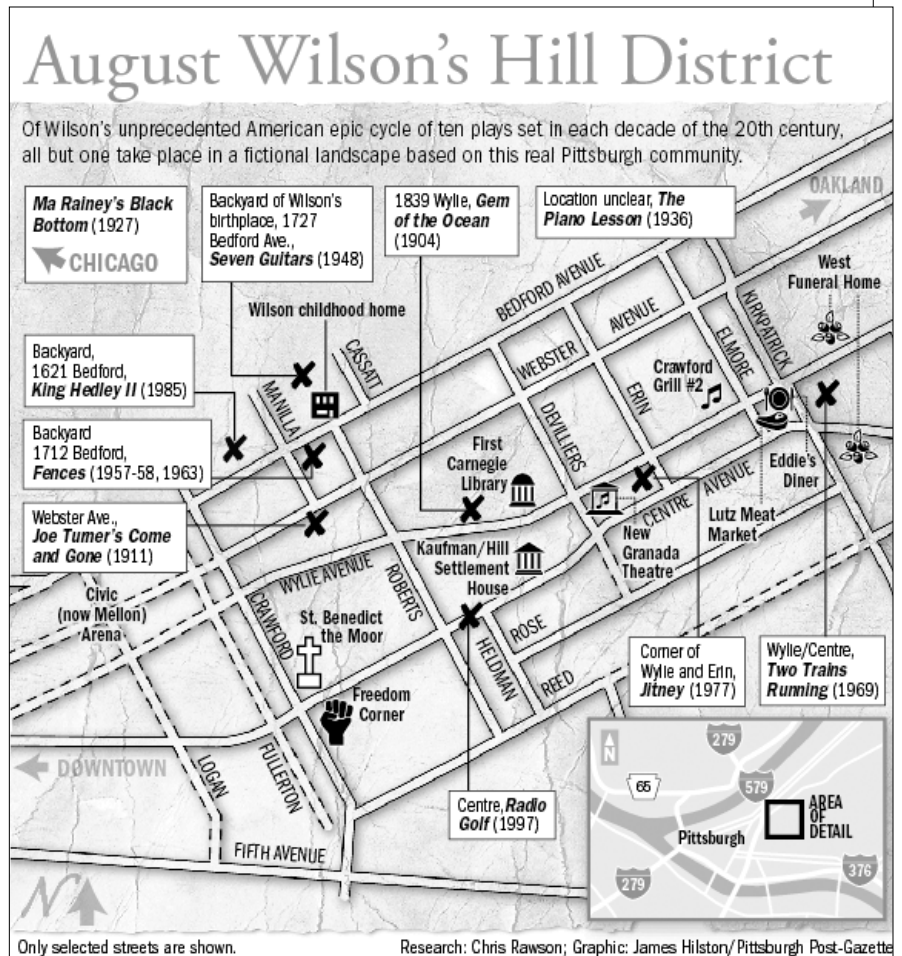 August Wilson's Hill District
Of Wilson's unprecedented American epic cycle of ten plays set in each decade of the 20th century,
all but one take place in a fictional landscape based on this real Pittsburgh community.
Ma Rainey's Black
Bottom (1927)
CHICAGO
Backyard of Wilson's
birthplace, 1727
Bedford Ave.,
Seven Guitars (1948)
1839 Wylie, Gem
of the Ocean
(1904)
Location unclear, The
Piano Lesson (1936)
OAKLAND
West
Funeral Home
Wilson childhood home
BEDFORD AVENUE
CASSATT
MANILA
WEBSTER
AVENUE
KIRKPATRICK
ELMORE
ERIN
DEVILLIERS
Crawford
Grill #2
Backyard,
1621 Bedford,
King Hedley II (1985)
Backyard
1712 Bedford,
Fences (1957-58, 1963)
Webster Ave.,
Joe Turner's Come
and Gone (1911)
First
Carnegie
Library
Eddie's
Diner
CENTRE AVENUE
Lutz Meat
Market
New
Granada
Theatre
Kaufman/Hill
Settlement
House
WYLIE AVENUE
ROBERTS
CRAWFORD
Civic
(now Mellon)
Arena
St. Benedict
the Moor
HELDMAN
ROSE
REED
Freedom
Corner
Corner of
Wylie and Erin,
Jitney (1977)
Wylie/Centre,
Two Trains
Running (1969)
DOWNTOWN
LOGAN
FULLERTON
Centre, Radio
Golf (1997)
FIFTH AVENUE
N
N
279
65
579
Pittsburgh
AREA
OF
DETAIL
279
376
Only selected streets are shown.
Research: Chris Rawson; Graphic: James Hilston/Pittsburgh Post-Gazette